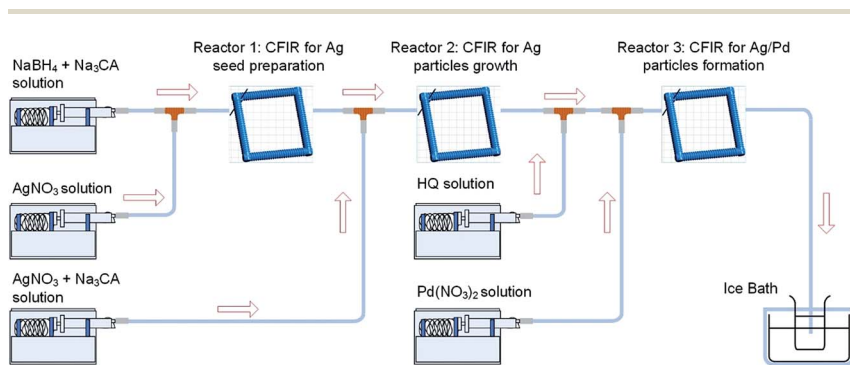 Reactor 1: CFIR for Ag
seed preparation
Reactor 2: CFIR for Ag
particles growth
Reactor 3: CFIR for Ag/Pd
particles formation
NaBH₄ + Na₃CA
solution
AgNO₃ solution
HQ solution
AgNO₃ + Na₃CA
solution
Pd(NO₃)₂ solution
Ice Bath